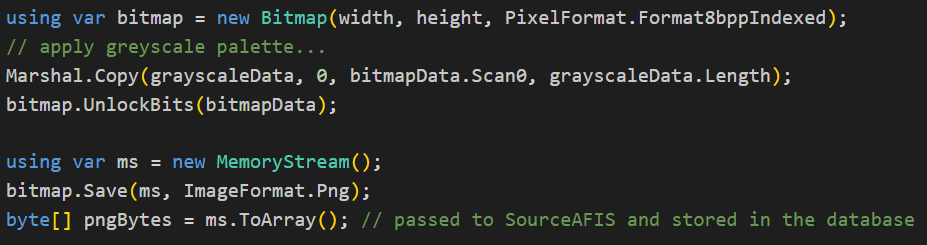 using var bitmap = new Bitmap(width, height, PixelFormat.Format8bppIndexed);
// apply greyscale palette...
Marshal.Copy(grayscaleData, 0, bitmapData.Scan0, grayscaleData.Length);
bitmap.UnlockBits(bitmapData);

using var ms = new MemoryStream();
bitmap.Save(ms, ImageFormat.Png);
byte[] pngBytes = ms.ToArray(); // passed to SourceAFIS and stored in the database